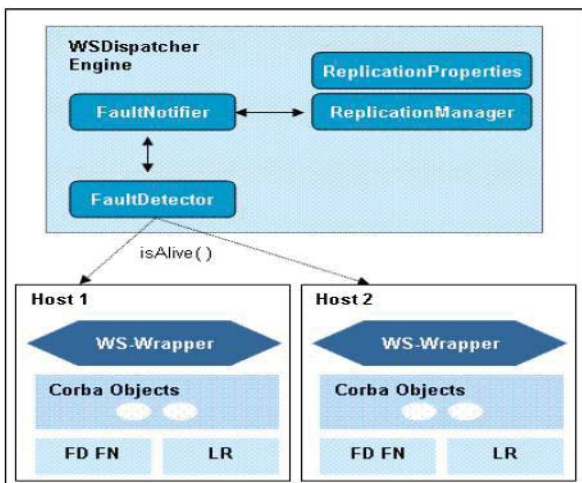 WSDispatcher
Engine
ReplicationProperties
FaultNotifier
ReplicationManager
FaultDetector
isAlive()
Host 1
Host 2
WS-Wrapper
WS-Wrapper
Corba Objects
Corba Objects
FD FN
LR
FD FN
LR